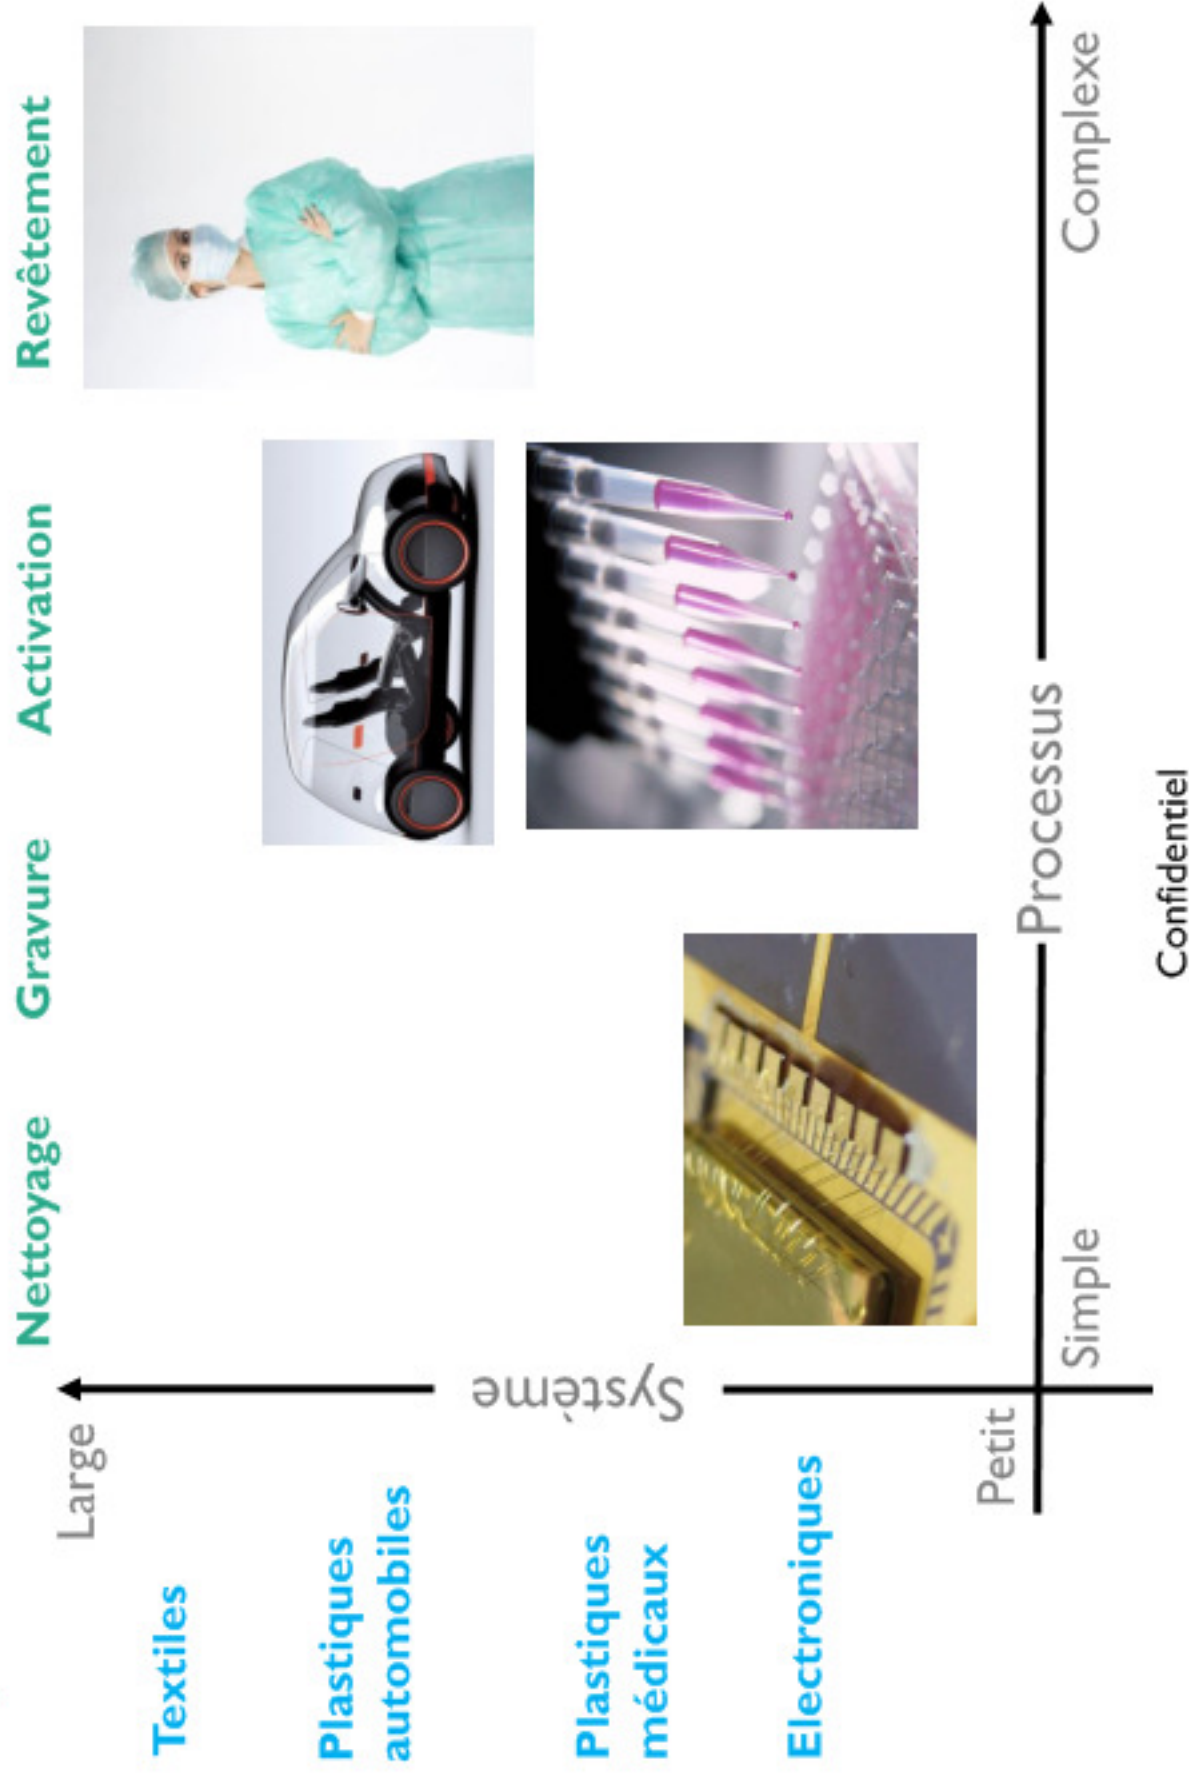 Nettoyage Gravure Activation Revêtement
Large
Textiles
Plastiques
automobiles
Système
Plastiques
médicaux
Electroniques
Petit
Simple
Processus
Complexe
Confidentiel